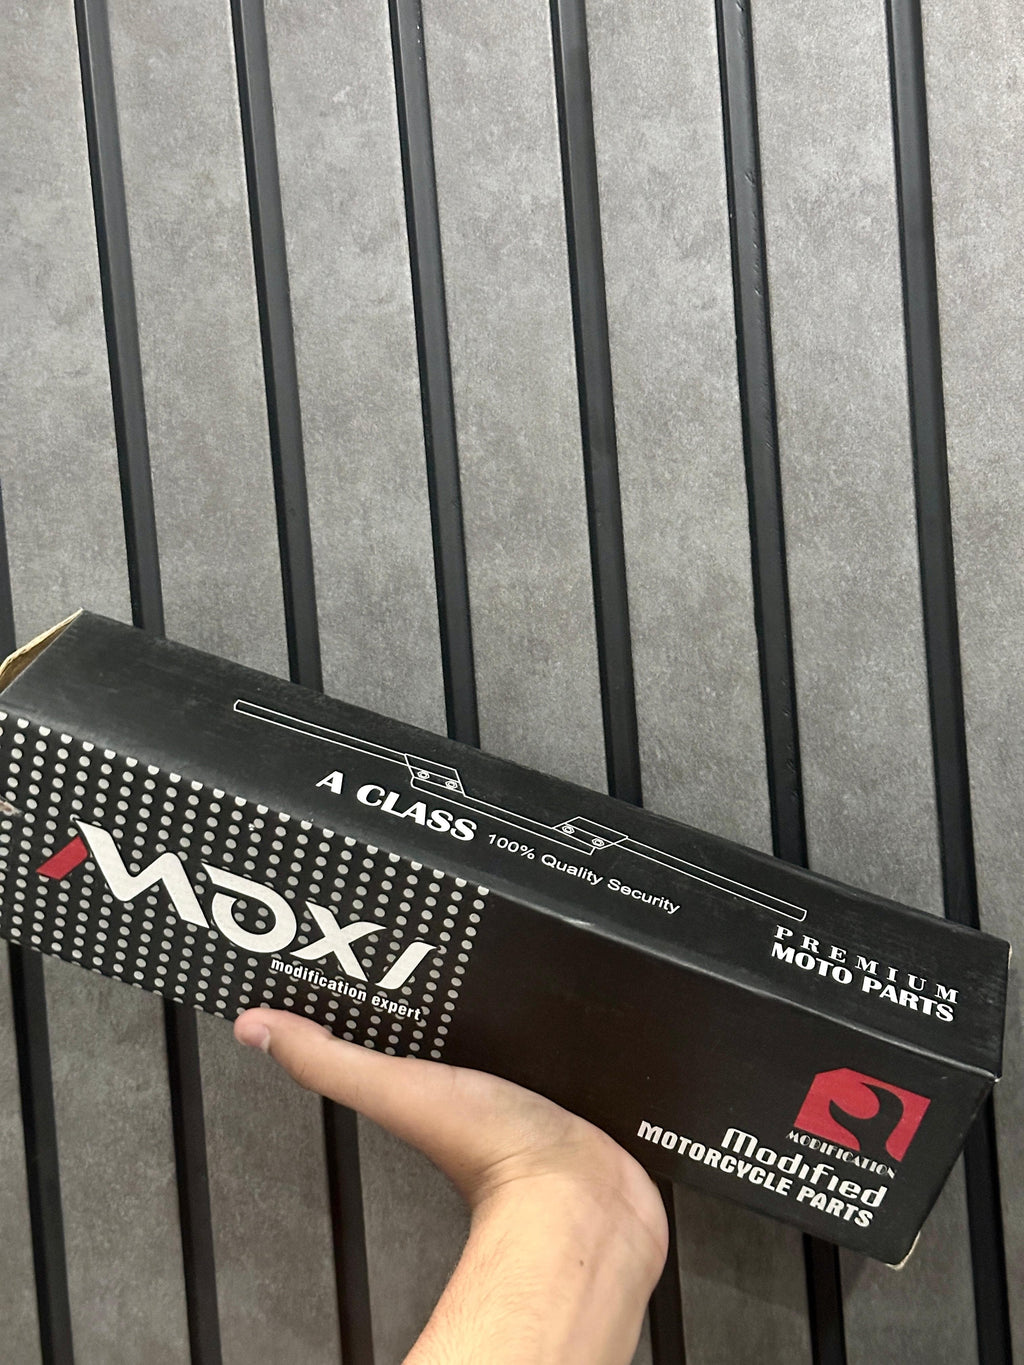 A CLASS 100% Quality Security
PREMIUM
MOTO PARTS
MOXI
modification expert
MODIFICATION
Modified
MOTORCYCLE PARTS